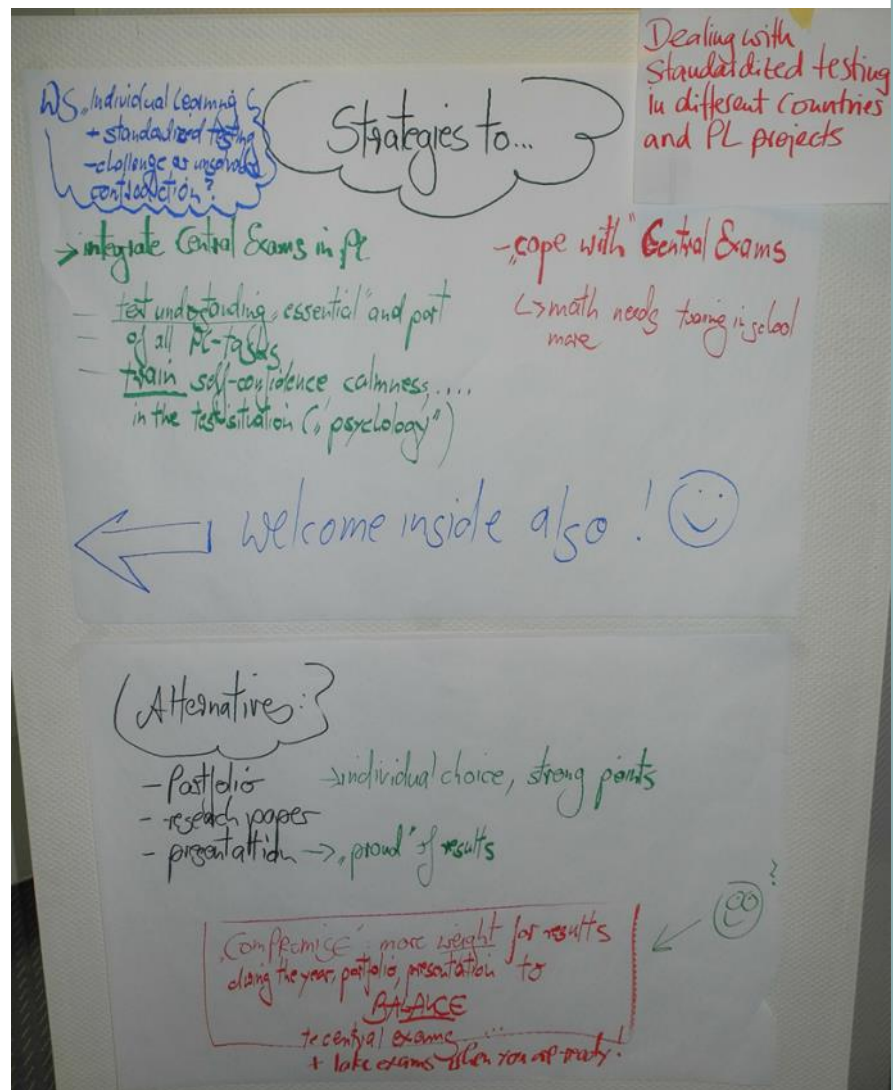 Dealing with
standardized testing
in different countries
and PL projects
WS „Individual Learning
+ standardized testing
- challenge or unsolvable
contradiction?
Strategies to...
→ integrate Central Exams in PL
- text understanding „essential" and part
of all PL-tasks
- train self-confidence, calmness, ....
in the test situation („psychology")
- „cope with" Central Exams
↳ math needs training in school
more
welcome inside also !
Alternatives:
- Portfolio → individual choice, strong points
- research paper
- presentattion → „proud" of results
?
„Compromise" more weight for results
during the year, portfolio, presentation to
BALANCE
te central exams ...
+ take exams when you are ready!